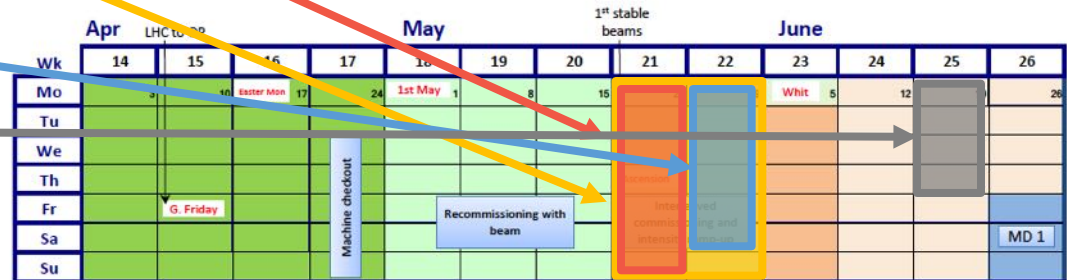 1st stable
beams
Apr LHC to May June
Wk 14 15 16 17 18 19 20 21 22 23 24 25 26
Mo 3 10 Easter Mon 17 24 1st May 1 8 15 Whit 5 12 26
Tu
We
Th Ascension
Machine checkout
Fr G. Friday
Recommissioning with
beam
Sa MD 1
Su